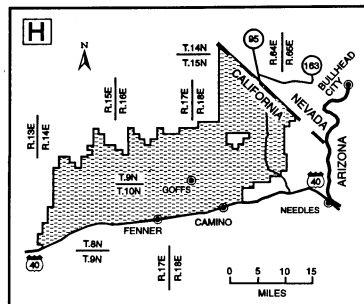 H
N
T.14N
T.15N
95
R.64E
R.65E
163
BULLHEAD
CITY
CALIFORNIA
NEVADA
ARIZONA
R.15E
R.16E
R.17E
R.18E
R.13E
R.14E
T.9N
T.10N
GOFFS
40
NEEDLES
CAMINO
FENNER
T.8N
T.9N
40
R.17E
R.18E
0 5 10 15
MILES